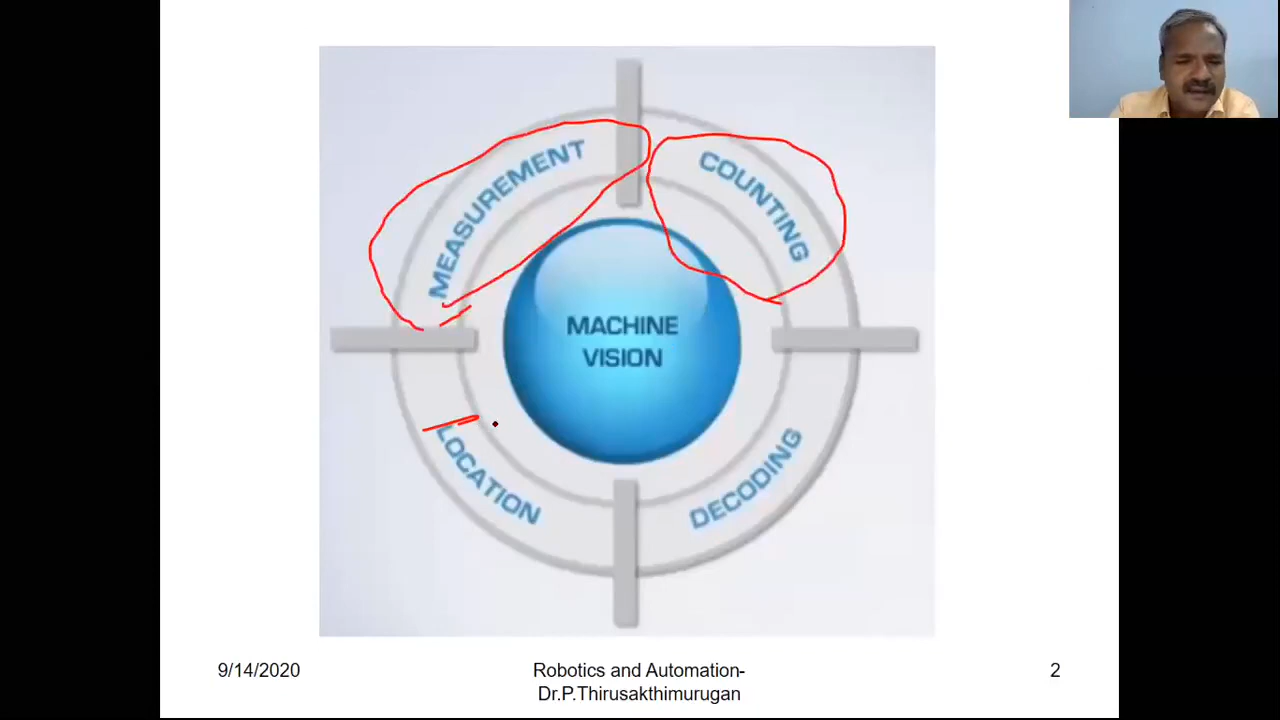 MEASUREMENT
COUNTING
MACHINE
VISION
LOCATION
DECODING
9/14/2020
Robotics and Automation-
Dr.P.Thirusakthimurugan
2